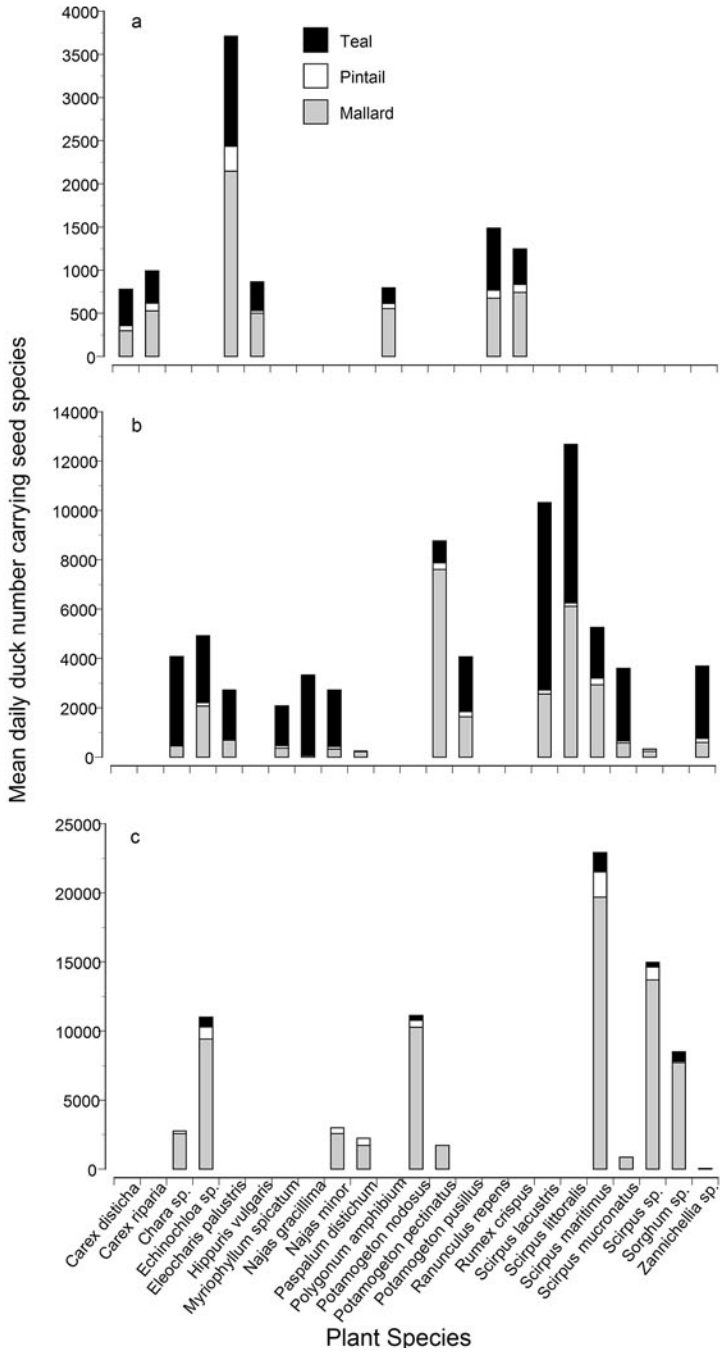 Mean daily duck number carrying seed species
a
Teal
Pintail
Mallard
4000
3500
3000
2500
2000
1500
1000
500
0
b
14000
12000
10000
8000
6000
4000
2000
0
c
25000
20000
15000
10000
5000
0
Carex disticha
Carex riparia
Chara sp.
Echinochloa sp.
Eleocharis palustris
Hippuris vulgaris
Myriophyllum spicatum
Najas gracillima
Najas minor
Paspalum distichum
Polygonum amphibium
Potamogeton nodosus
Potamogeton pectinatus
Potamogeton pusillus
Ranunculus repens
Rumex crispus
Scirpus lacustris
Scirpus littoralis
Scirpus maritimus
Scirpus mucronatus
Scirpus sp.
Sorghum sp.
Zannichellia sp.
Plant Species